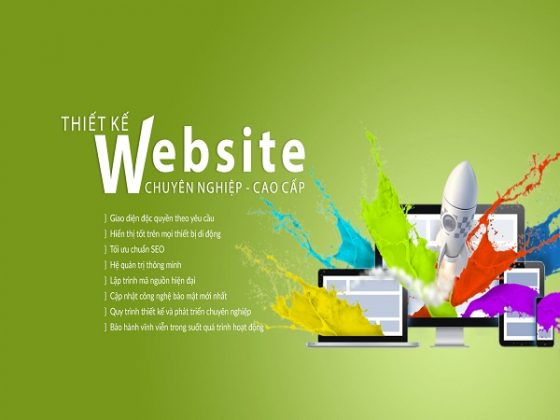 THIẾT KẾ
Website
CHUYÊN NGHIỆP - CAO CẤP
} Giao diện độc quyền theo yêu cầu
} Hiển thị tốt trên mọi thiết bị di động
} Tối ưu chuẩn SEO
} Hệ quản trị thông minh
} Lập trình mã nguồn hiện đại
} Cập nhật công nghệ bảo mật mới nhất
} Quy trình thiết kế và phát triển chuyên nghiệp
} Bảo hành vĩnh viễn trong suốt quá trình hoạt động